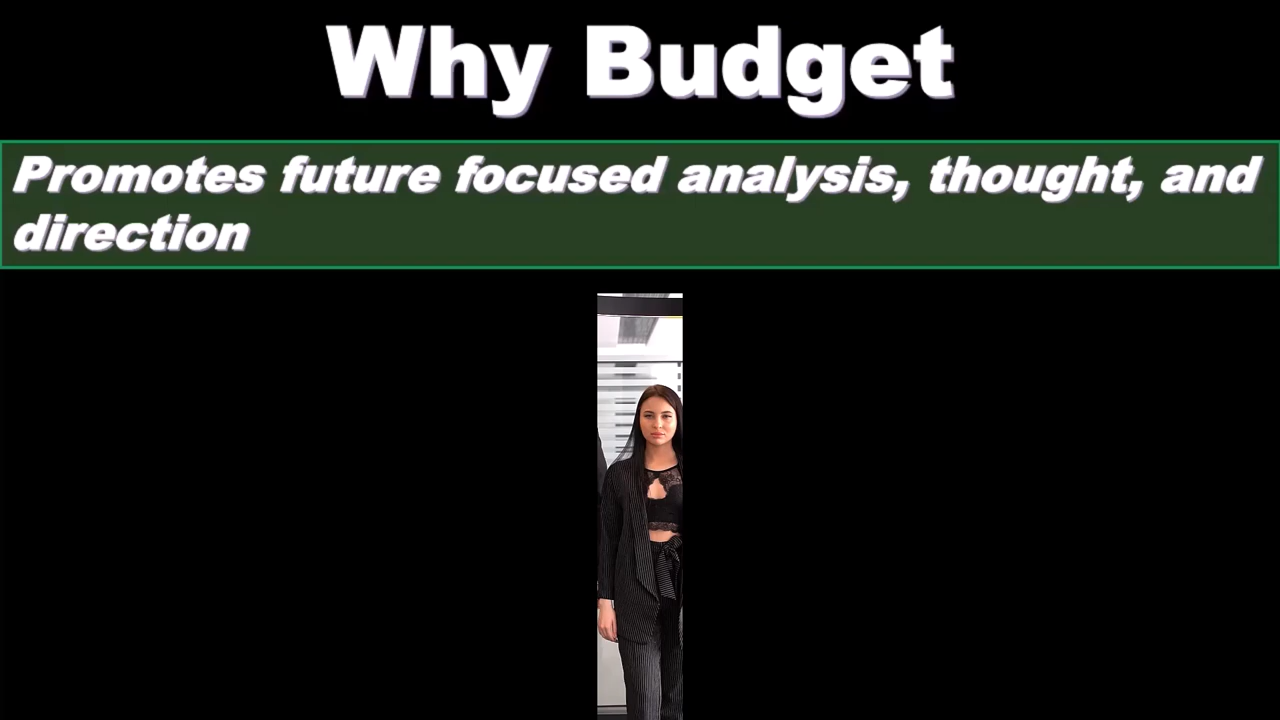 Why Budget
Promotes future focused analysis, thought, and
direction